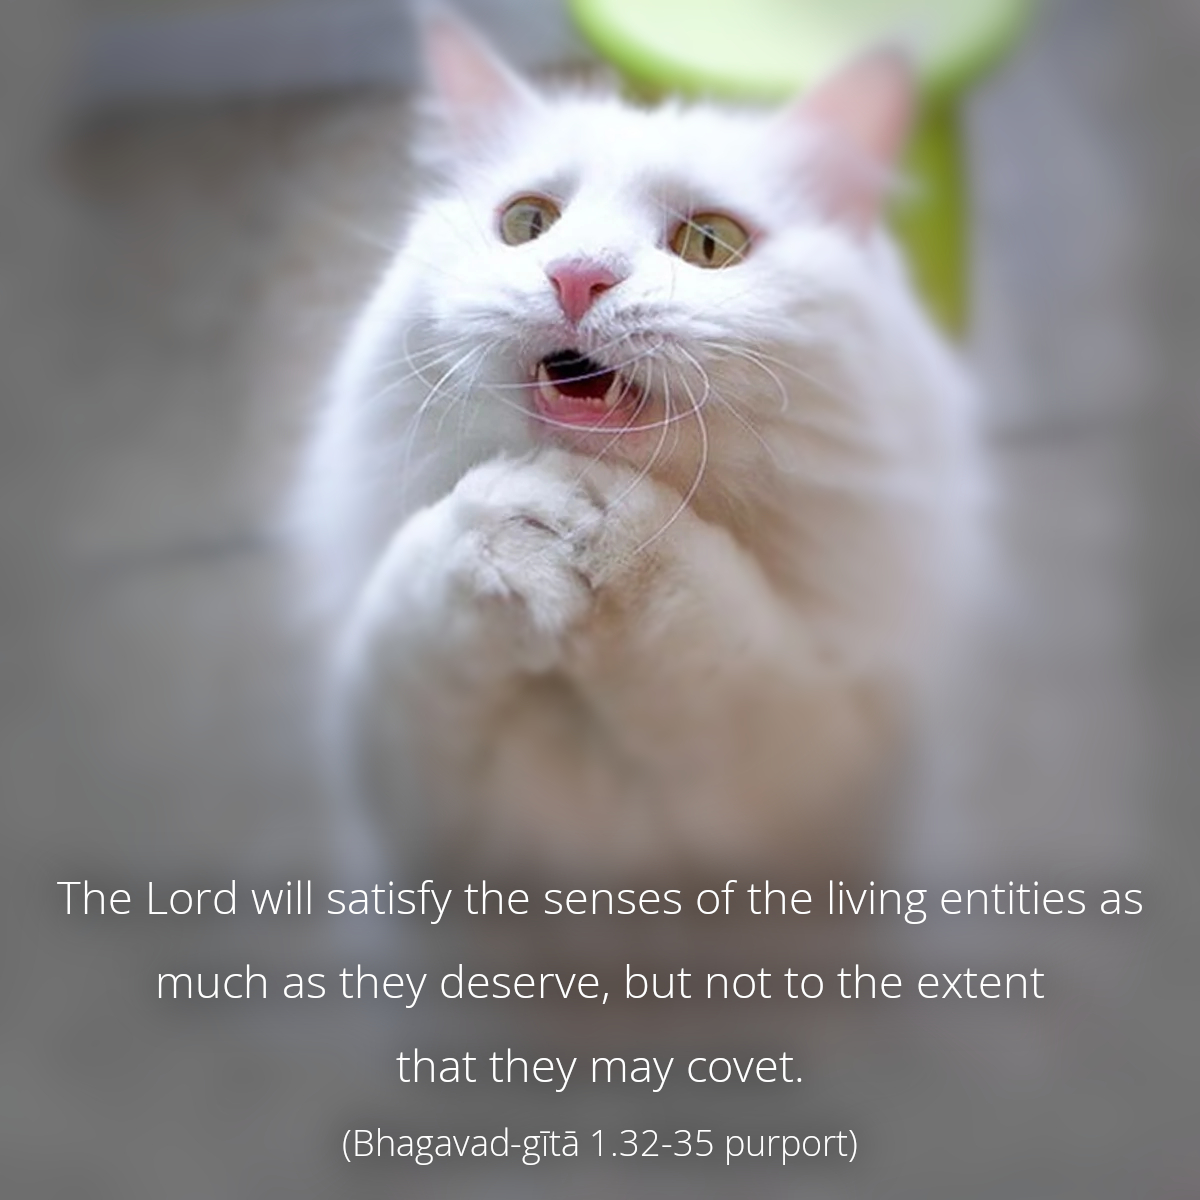 The Lord will satisfy the senses of the living entities as
much as they deserve, but not to the extent
that they may covet.
(Bhagavad-gītā 1.32-35 purport)